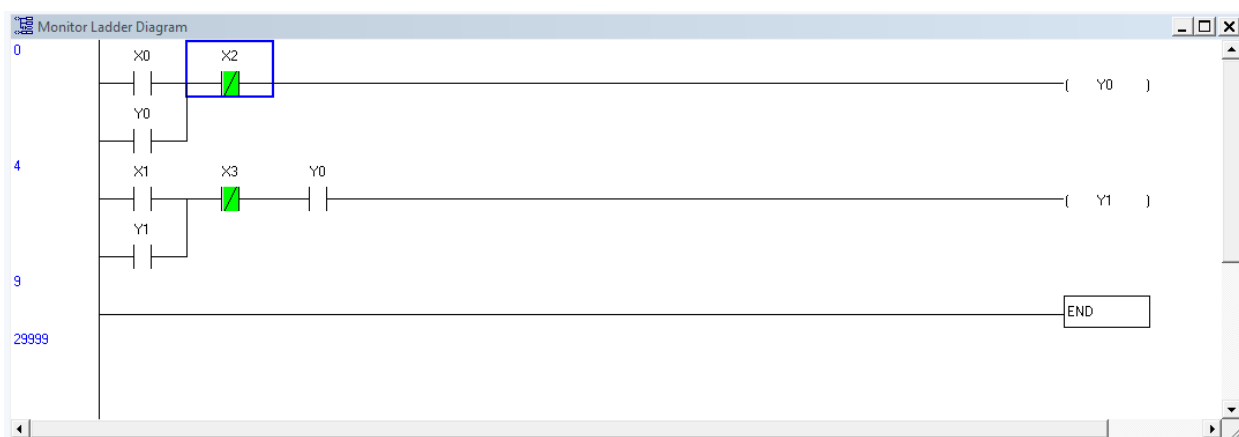 Monitor Ladder Diagram
0
X0 X2
( Y0 )
Y0
4
X1 X3 Y0
( Y1 )
Y1
9
END
29999